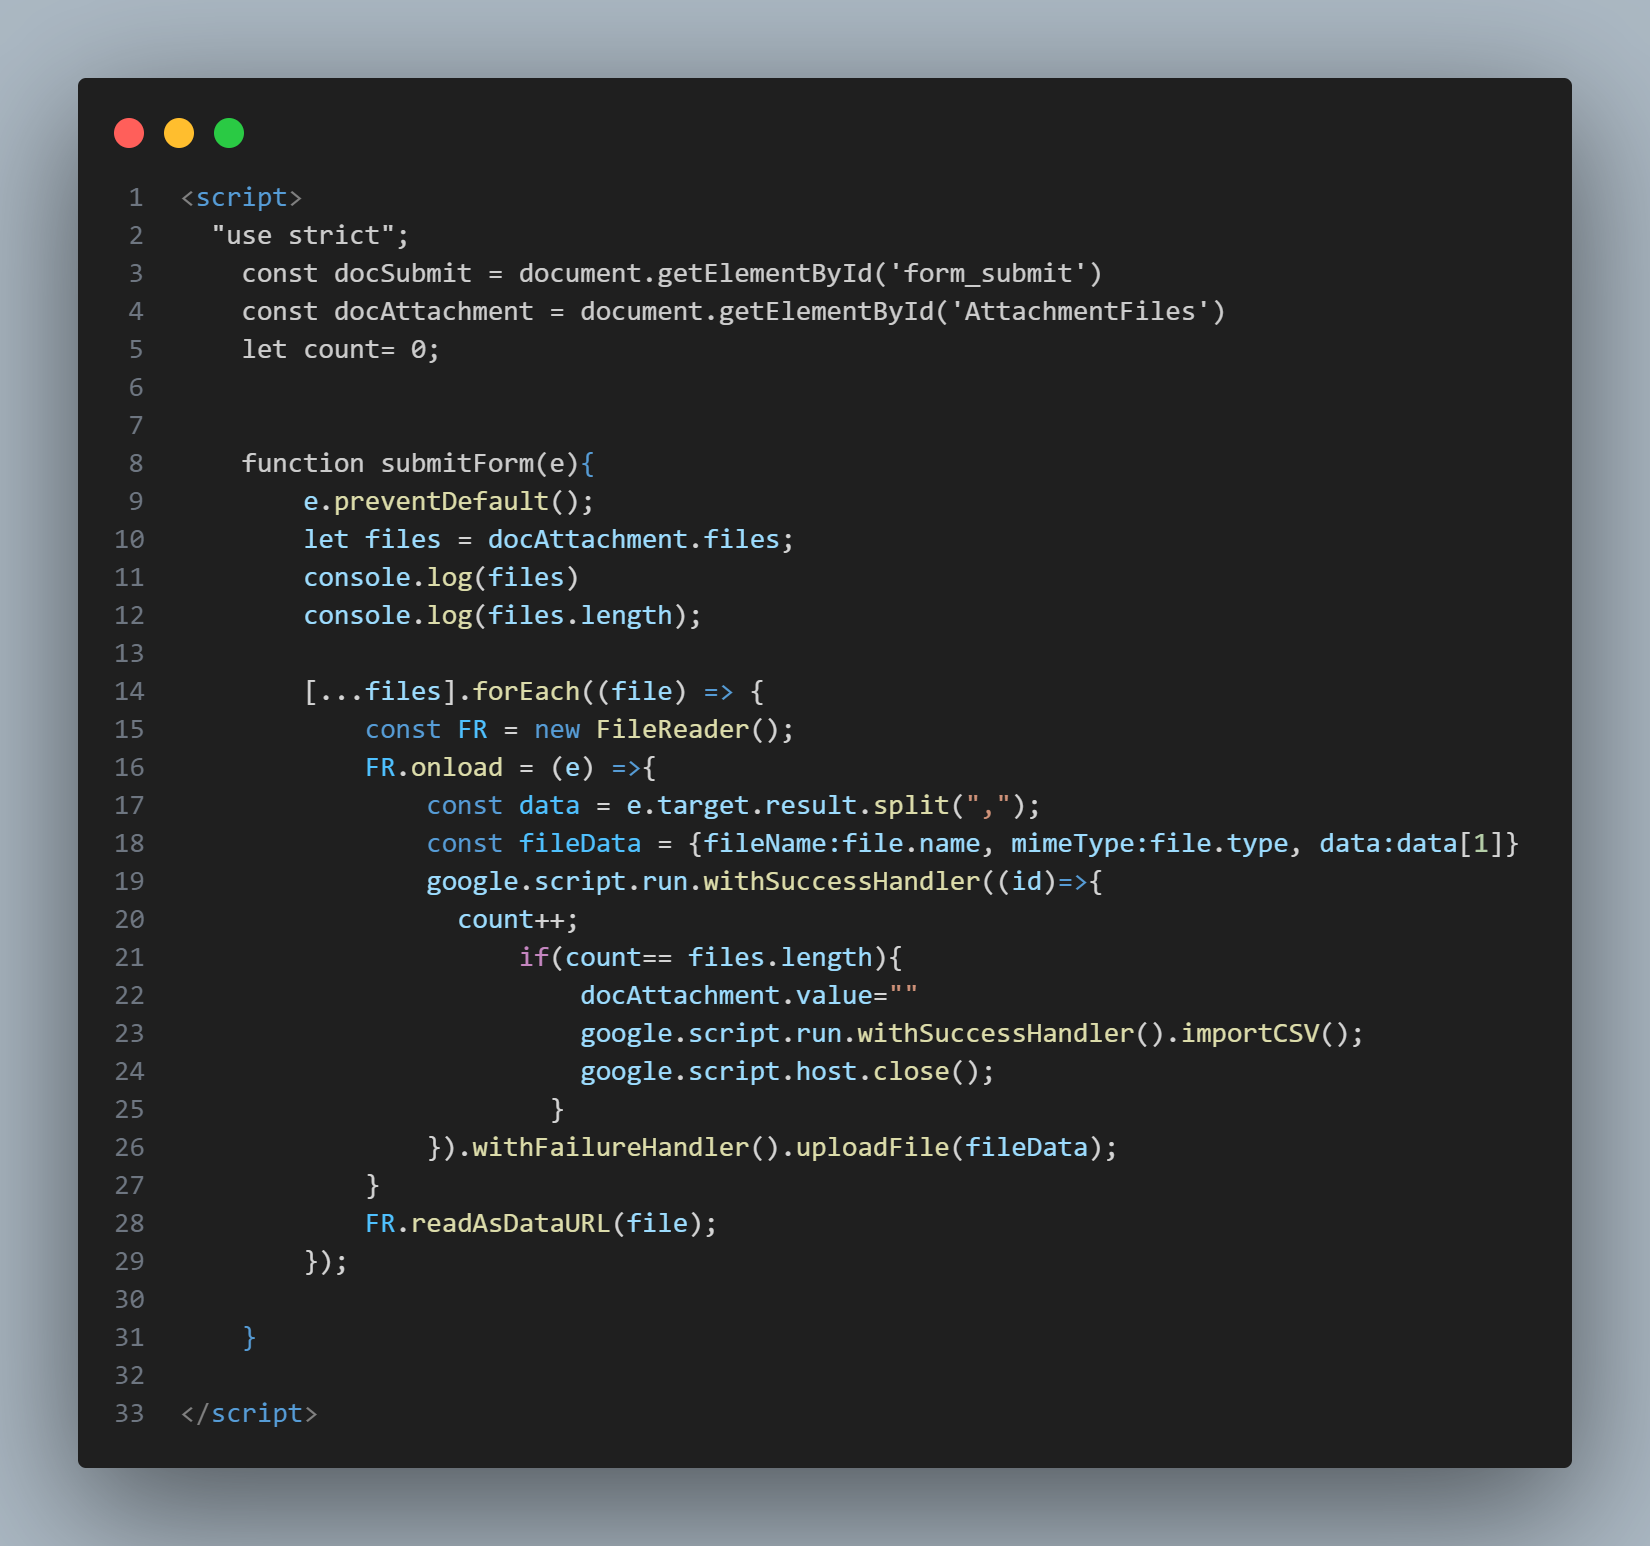 1 <script>
2 "use strict";
3 const docSubmit = document.getElementById('form_submit')
4 const docAttachment = document.getElementById('AttachmentFiles')
5 let count= 0;
6
7
8 function submitForm(e){
9 e.preventDefault();
10 let files = docAttachment.files;
11 console.log(files)
12 console.log(files.length);
13
14 [...files].forEach((file) => {
15 const FR = new FileReader();
16 FR.onload = (e) =>{
17 const data = e.target.result.split(",");
18 const fileData = {fileName:file.name, mimeType:file.type, data:data[1]}
19 google.script.run.withSuccessHandler((id)=>{
20 count++;
21 if(count== files.length){
22 docAttachment.value=""
23 google.script.run.withSuccessHandler().importCSV();
24 google.script.host.close();
25 }
26 }).withFailureHandler().uploadFile(fileData);
27 }
28 FR.readAsDataURL(file);
29 });
30
31 }
32
33 </script>